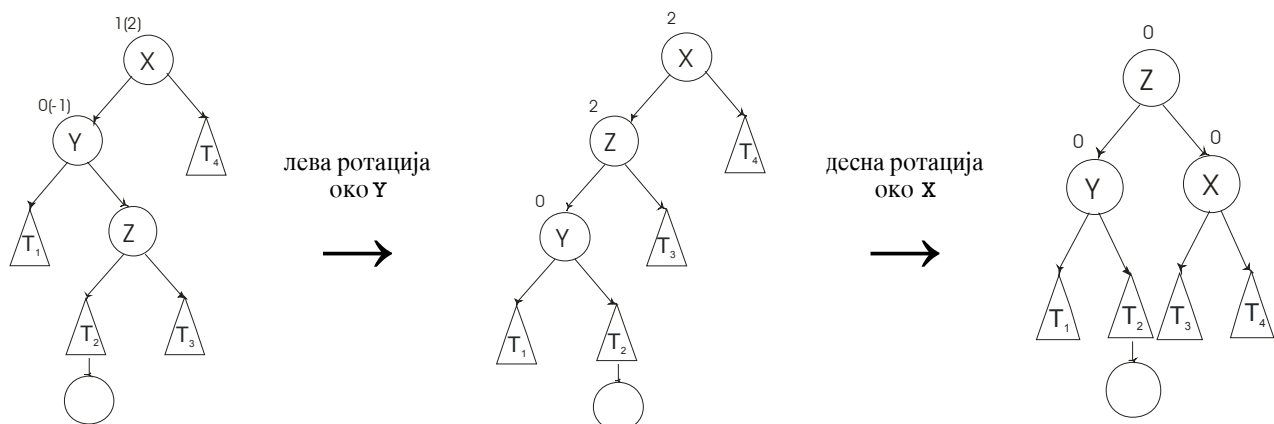 1(2)
X
0(-1)
Y
T₄
T₁
Z
T₂
T₃
лева ротација
око Y
2
X
2
Z
T₄
0
Y
T₃
T₁
T₂
десна ротација
око X
0
Z
0
0
Y
X
T₁
T₂
T₃
T₄